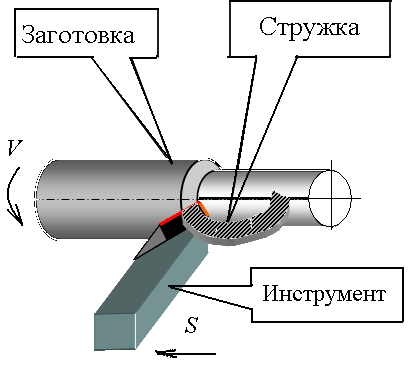 Заготовка
Стружка
V
Инструмент
S